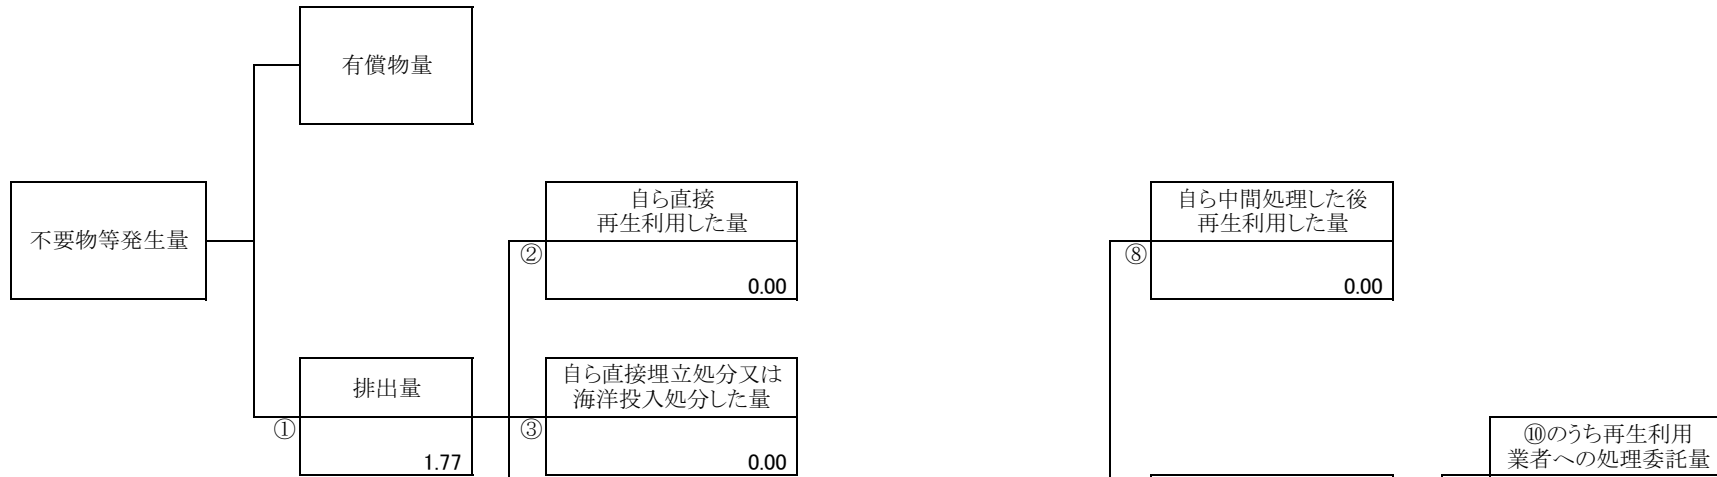 有償物量
不要物等発生量
自ら直接
再生利用した量
②
0.00
自ら中間処理した後
再生利用した量
⑧
0.00
排出量
①
1.77
自ら直接埋立処分又は
海洋投入処分した量
③
0.00
⑩のうち再生利用
業者への処理委託量